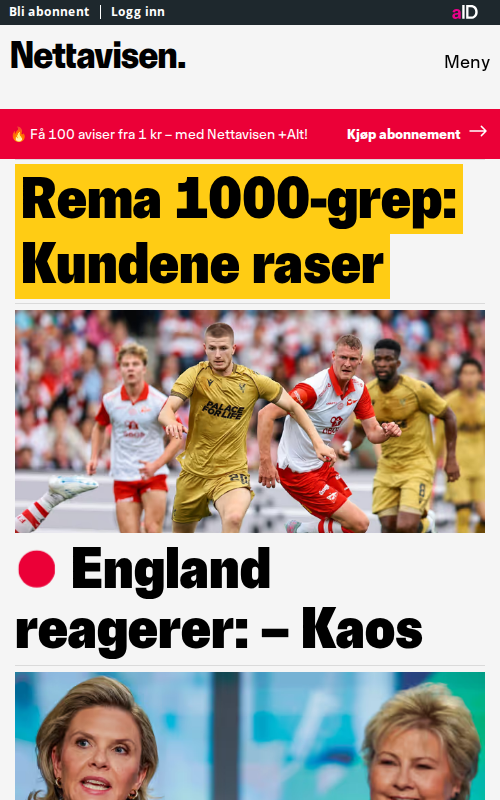 Bli abonnent | Logg inn
aID
Nettavisen.
Meny
🔥 Få 100 aviser fra 1 kr – med Nettavisen +Alt!
Kjøp abonnement →
Rema 1000-grep:
Kundene raser
PALACE
FOR LIFE
England
reagerer: – Kaos